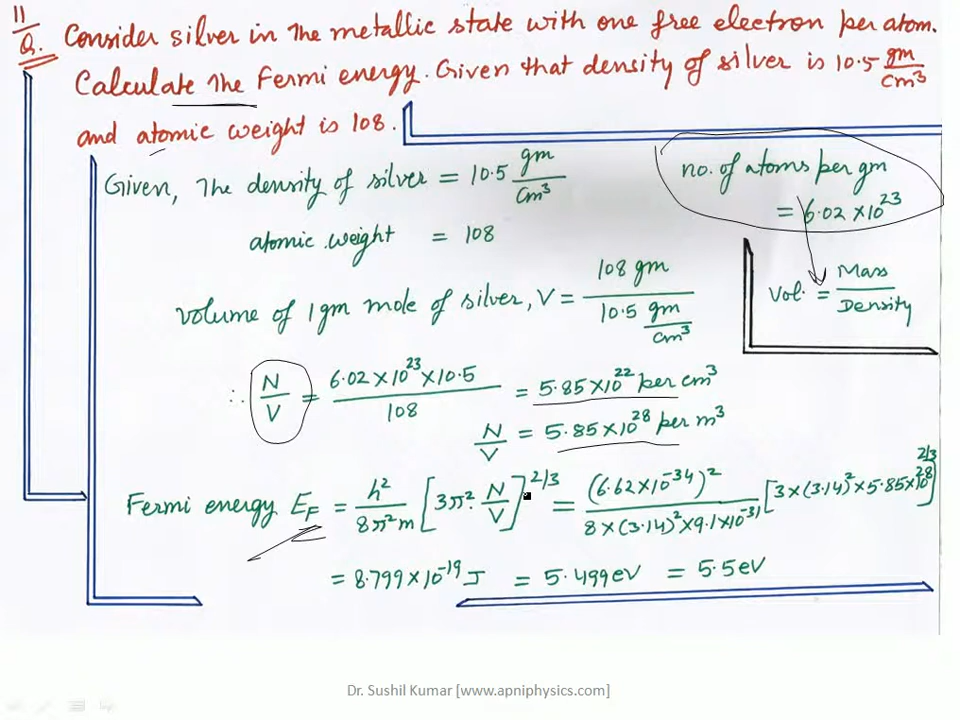 11
Q. Consider silver in the metallic state with one free electron per atom.
Calculate the Fermi energy. Given that density of silver is 10.5 gm/cm³
and atomic weight is 108.
Given, The density of silver = 10.5 gm/cm³
no. of atoms per gm
= 6.02 × 10²³
atomic weight = 108
Vol. = Mass/Density
Volume of 1 gm mole of silver, V = 108 gm / 10.5 gm/cm³
∴ N/V = 6.02 × 10²³ × 10.5 / 108 = 5.85 × 10²² per cm³
N/V = 5.85 × 10²⁸ per m³
Fermi energy E_F = h²/8π²m [3π². N/V]^2/3 = (6.62 × 10⁻³⁴)² / 8 × (3.14)² × 9.1 × 10⁻³¹ [3 × (3.14)² × 5.85 × 10²⁸]^2/3
= 8.799 × 10⁻¹⁹ J = 5.499 eV = 5.5 eV
Dr. Sushil Kumar [www.apniphysics.com]